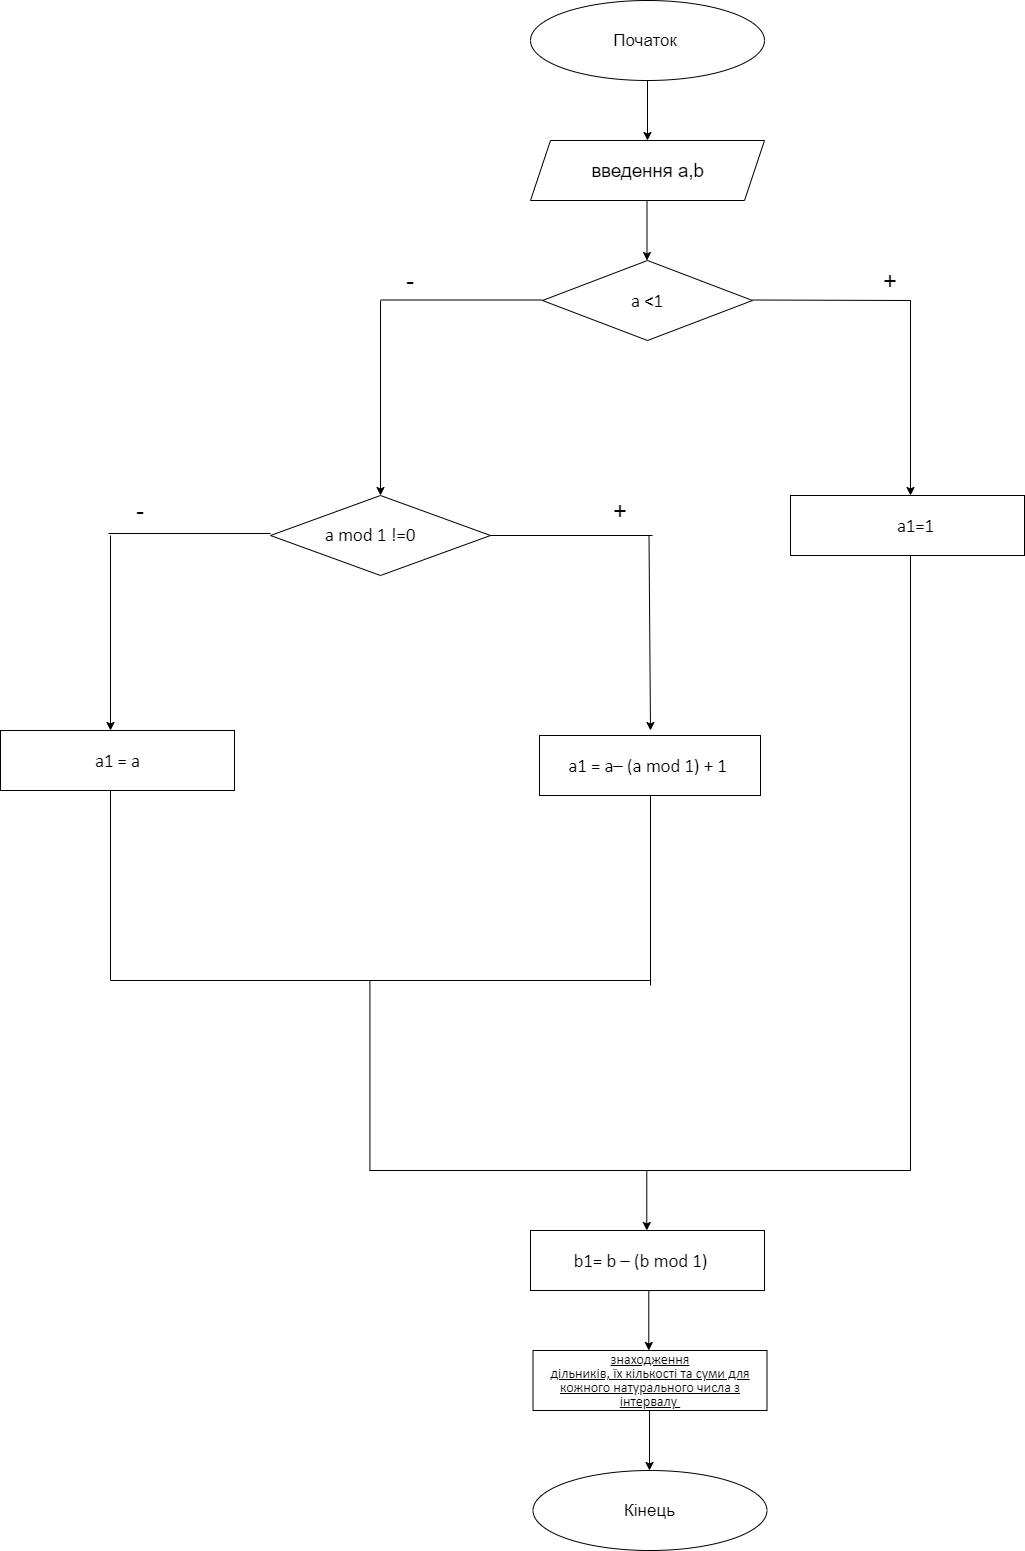 Початок
введення a,b
-
+
a <1
-
+
a mod 1 !=0
a1=1
a1 = a
a1 = a– (a mod 1) + 1
b1= b – (b mod 1)
знаходження
дільників, їх кількості та суми для
кожного натурального числа з
інтервалу
Кінець